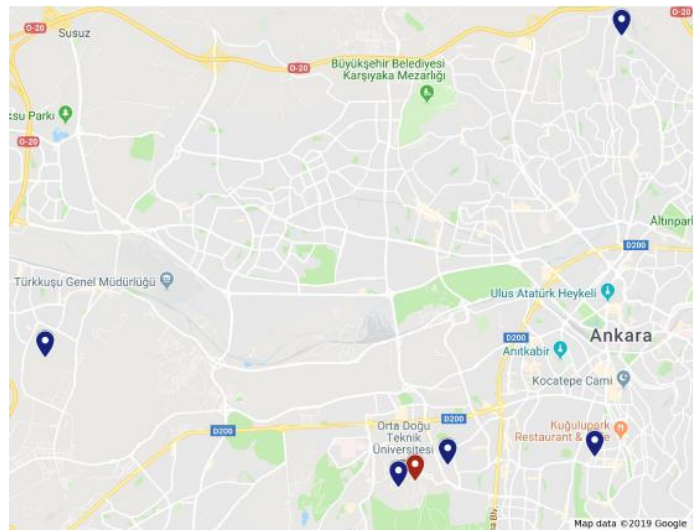 Susuz
O-20
O-20
O-20
Büyükşehir Belediyesi
Karşıyaka Mezarlığı
ksu Parkı
O-20
Altınpark
D200
Türkkuşu Genel Müdürlüğü
Ulus Atatürk Heykeli
Ankara
Anıtkabir
D200
Kocatepe Cami
D200
D200
Orta Doğu
Teknik
Üniversitesi
Kuğulupark
Restaurant &
Map data ©2019 Google